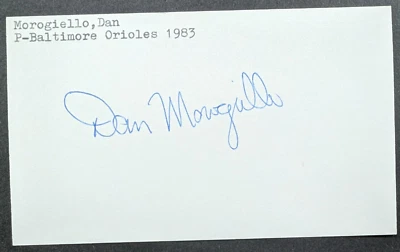 Morogiello,Dan
P-Baltimore Orioles 1983
Dan Morogiello